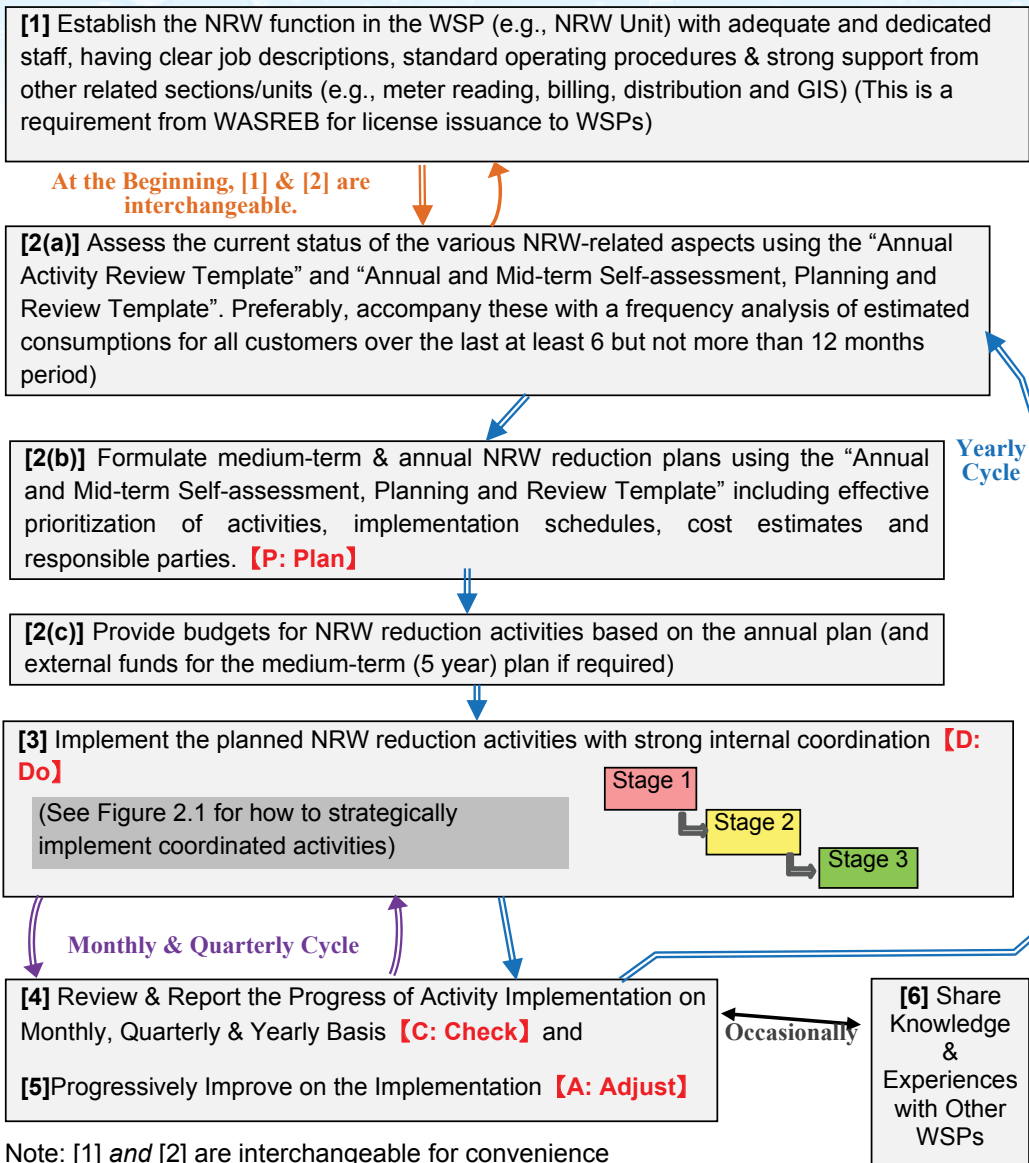 [1] Establish the NRW function in the WSP (e.g., NRW Unit) with adequate and dedicated
staff, having clear job descriptions, standard operating procedures & strong support from
other related sections/units (e.g., meter reading, billing, distribution and GIS) (This is a
requirement from WASREB for license issuance to WSPs)
At the Beginning, [1] & [2] are
interchangeable.
[2(a)] Assess the current status of the various NRW-related aspects using the “Annual
Activity Review Template” and “Annual and Mid-term Self-assessment, Planning and
Review Template”. Preferably, accompany these with a frequency analysis of estimated
consumptions for all customers over the last at least 6 but not more than 12 months
period)
Yearly
Cycle
[2(b)] Formulate medium-term & annual NRW reduction plans using the “Annual
and Mid-term Self-assessment, Planning and Review Template” including effective
prioritization of activities, implementation schedules, cost estimates and
responsible parties. 【P: Plan】
[2(c)] Provide budgets for NRW reduction activities based on the annual plan (and
external funds for the medium-term (5 year) plan if required)
[3] Implement the planned NRW reduction activities with strong internal coordination 【D:
Do】
(See Figure 2.1 for how to strategically
implement coordinated activities)
Stage 1
Stage 2
Stage 3
Monthly & Quarterly Cycle
[4] Review & Report the Progress of Activity Implementation on
Monthly, Quarterly & Yearly Basis 【C: Check】 and
[5]Progressively Improve on the Implementation 【A: Adjust】
Occasionally
[6] Share
Knowledge
&
Experiences
with Other
WSPs
Note: [1] and [2] are interchangeable for convenience